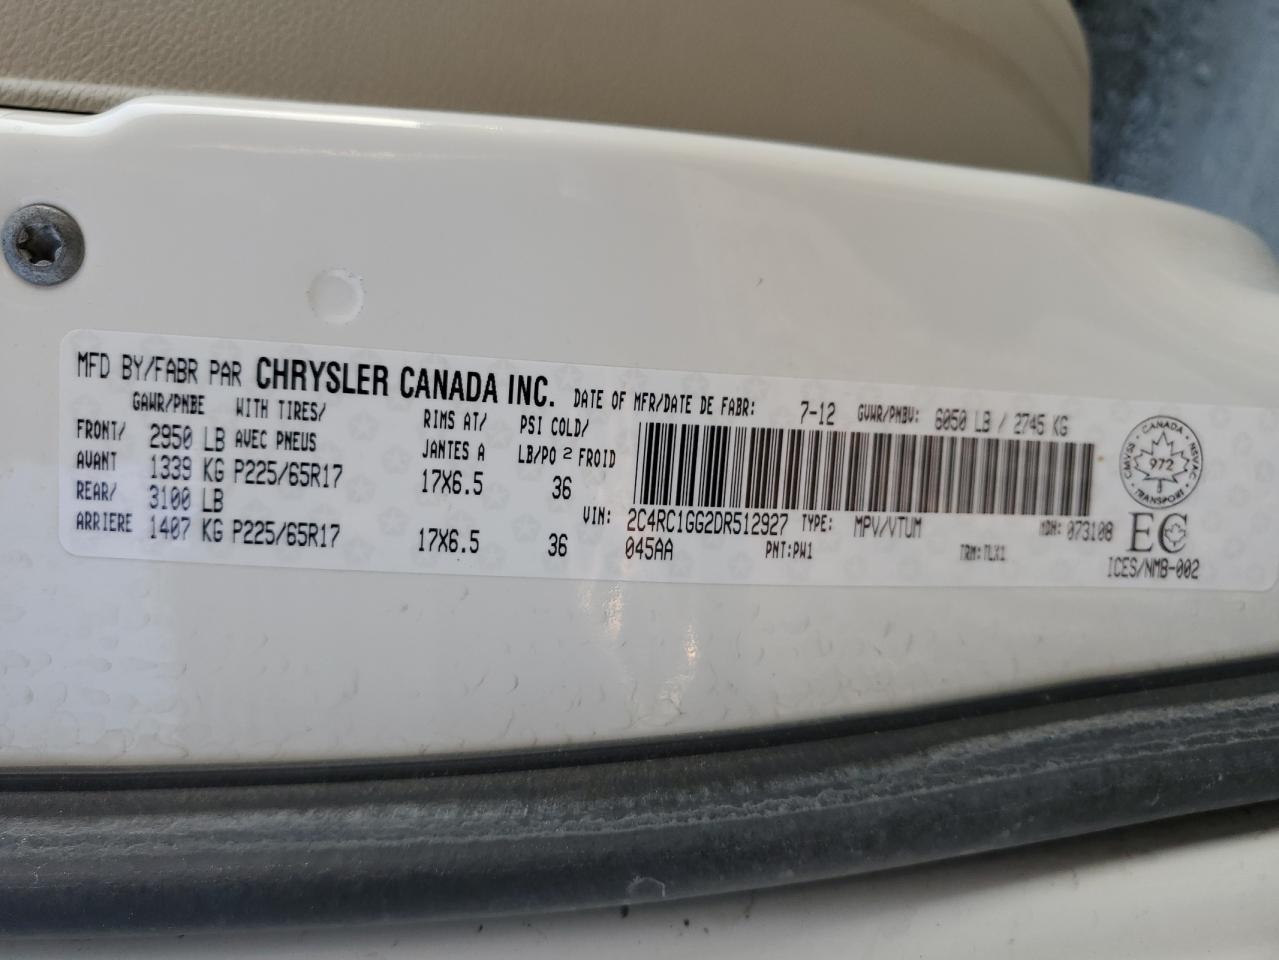 MFD BY/FABR PAR CHRYSLER CANADA INC. DATE OF MFR/DATE DE FABR: 7-12 GVWR/PNBV: 6050 LB / 2745 KG
GAWR/PNBE WITH TIRES/ RIMS AT/ PSI COLD/
FRONT/ 2950 LB AVEC PNEUS JANTES A LB/PO 2 FROID
AVANT 1339 KG P225/65R17 17X6.5 36
REAR/ 3100 LB
ARRIERE 1407 KG P225/65R17 17X6.5 36
VIN: 2C4RC1GG2DR512927 TYPE: MPV/VTUM MDH: 073108
045AA PNT:PW1 TRM:TLX1
CANADA
CMVSS NSVAC
972
TRANSPORT
EC
ICES/NMB-002